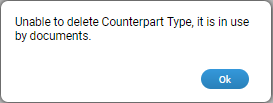 Unable to delete Counterpart Type, it is in use
by documents.
Ok